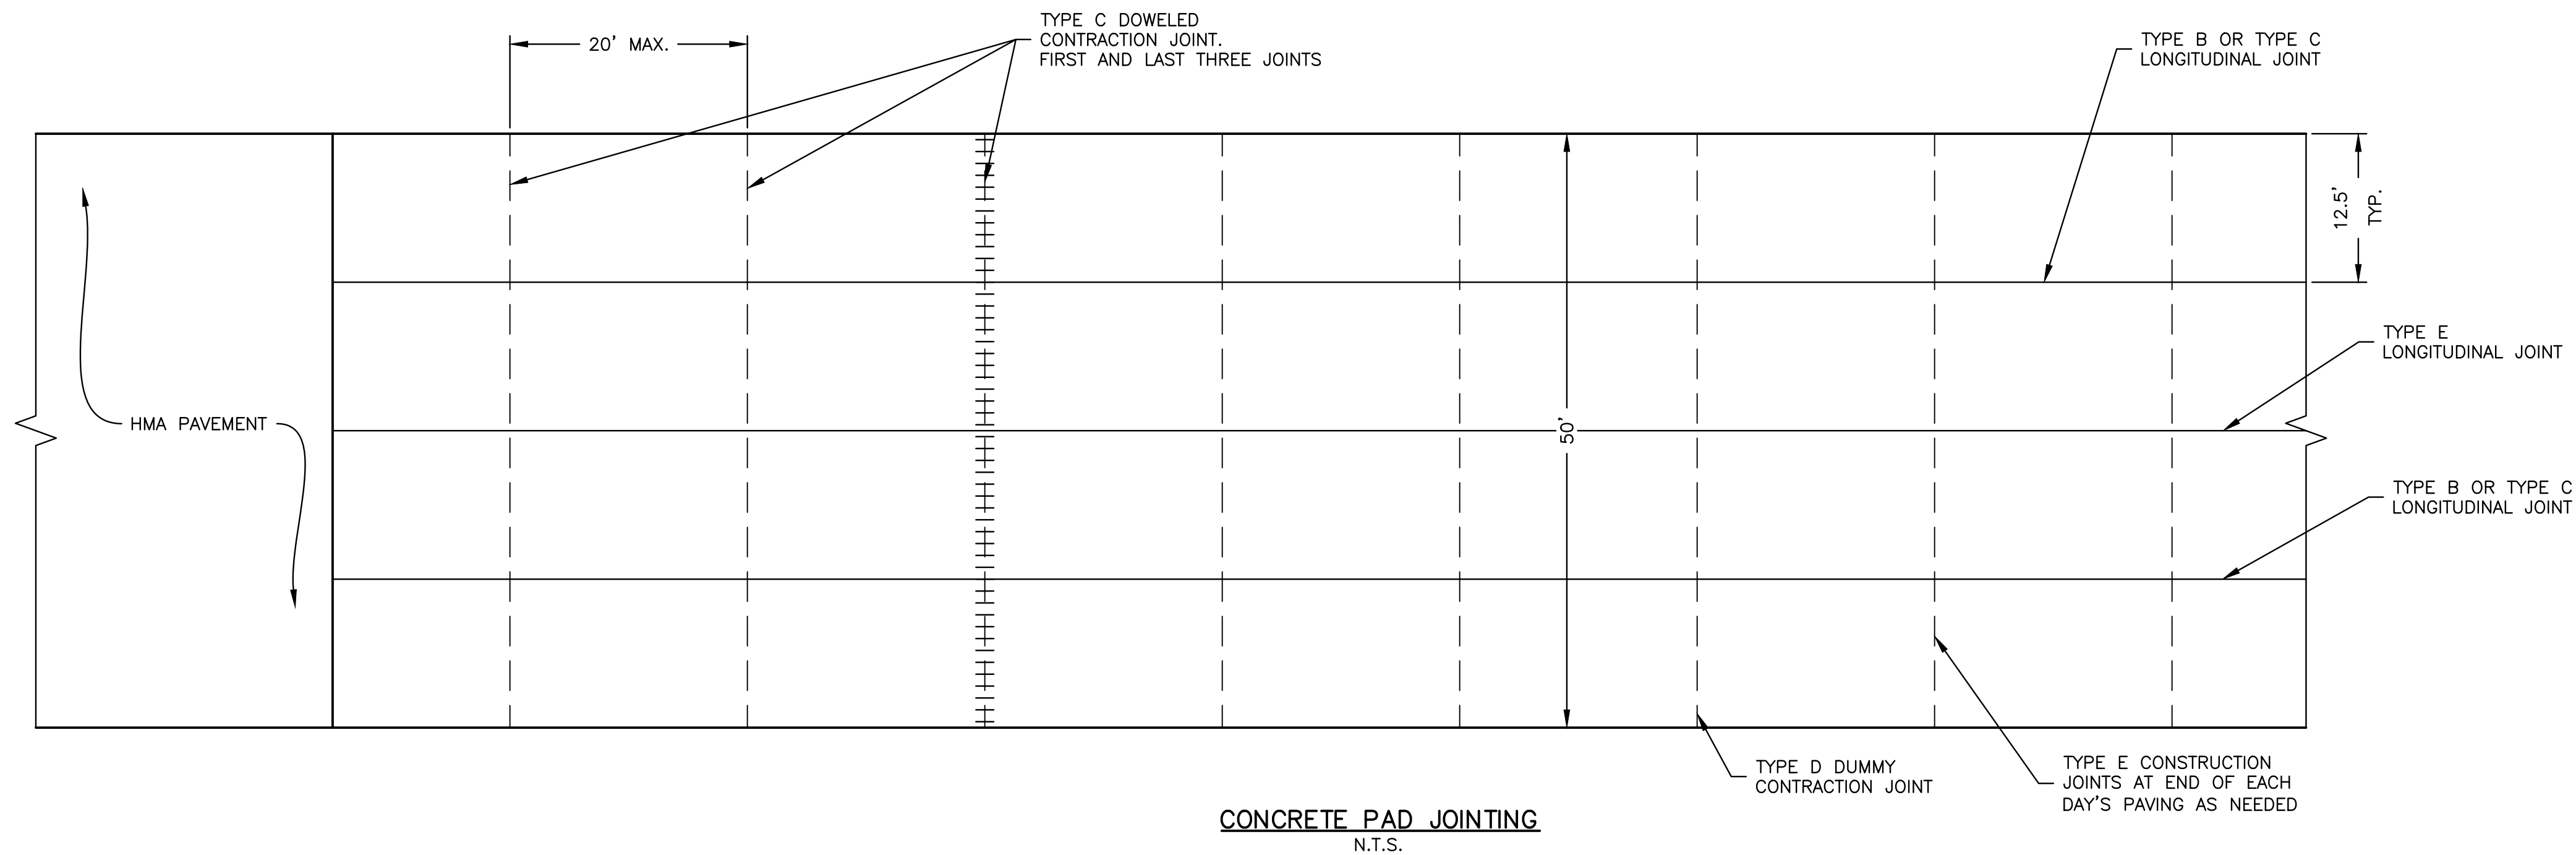 TYPE C DOWELED
CONTRACTION JOINT.
FIRST AND LAST THREE JOINTS
20' MAX.
TYPE B OR TYPE C
LONGITUDINAL JOINT
12.5'
TYP.
TYPE E
LONGITUDINAL JOINT
HMA PAVEMENT
50'
TYPE B OR TYPE C
LONGITUDINAL JOINT
TYPE D DUMMY
CONTRACTION JOINT
TYPE E CONSTRUCTION
JOINTS AT END OF EACH
DAY'S PAVING AS NEEDED
CONCRETE PAD JOINTING
N.T.S.